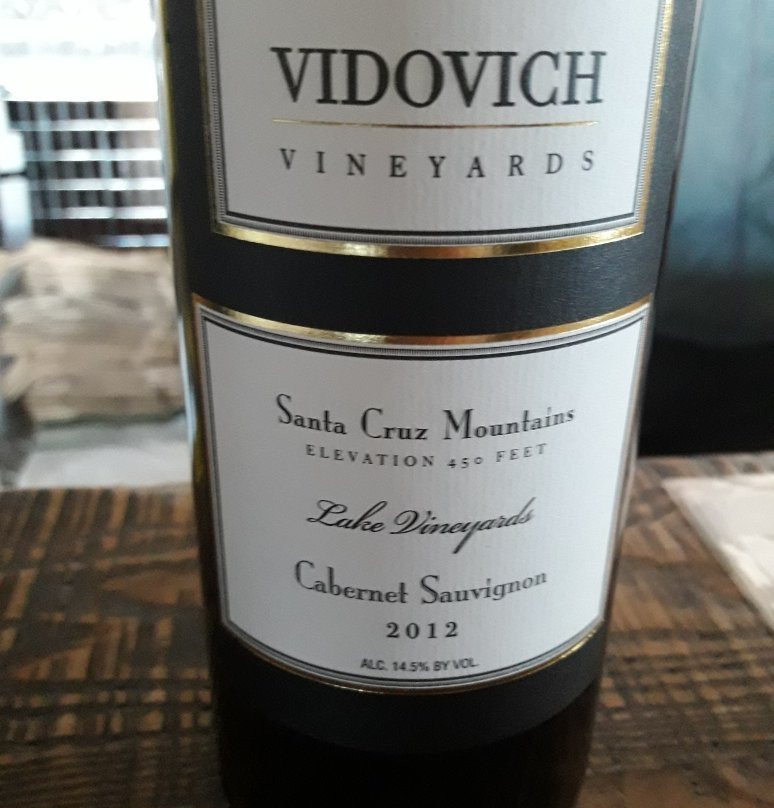 VIDOVICH
VINEYARDS
Santa Cruz Mountains
ELEVATION 450 FEET
Lake Vineyards
Cabernet Sauvignon
2012
ALC. 14.5% BY VOL.